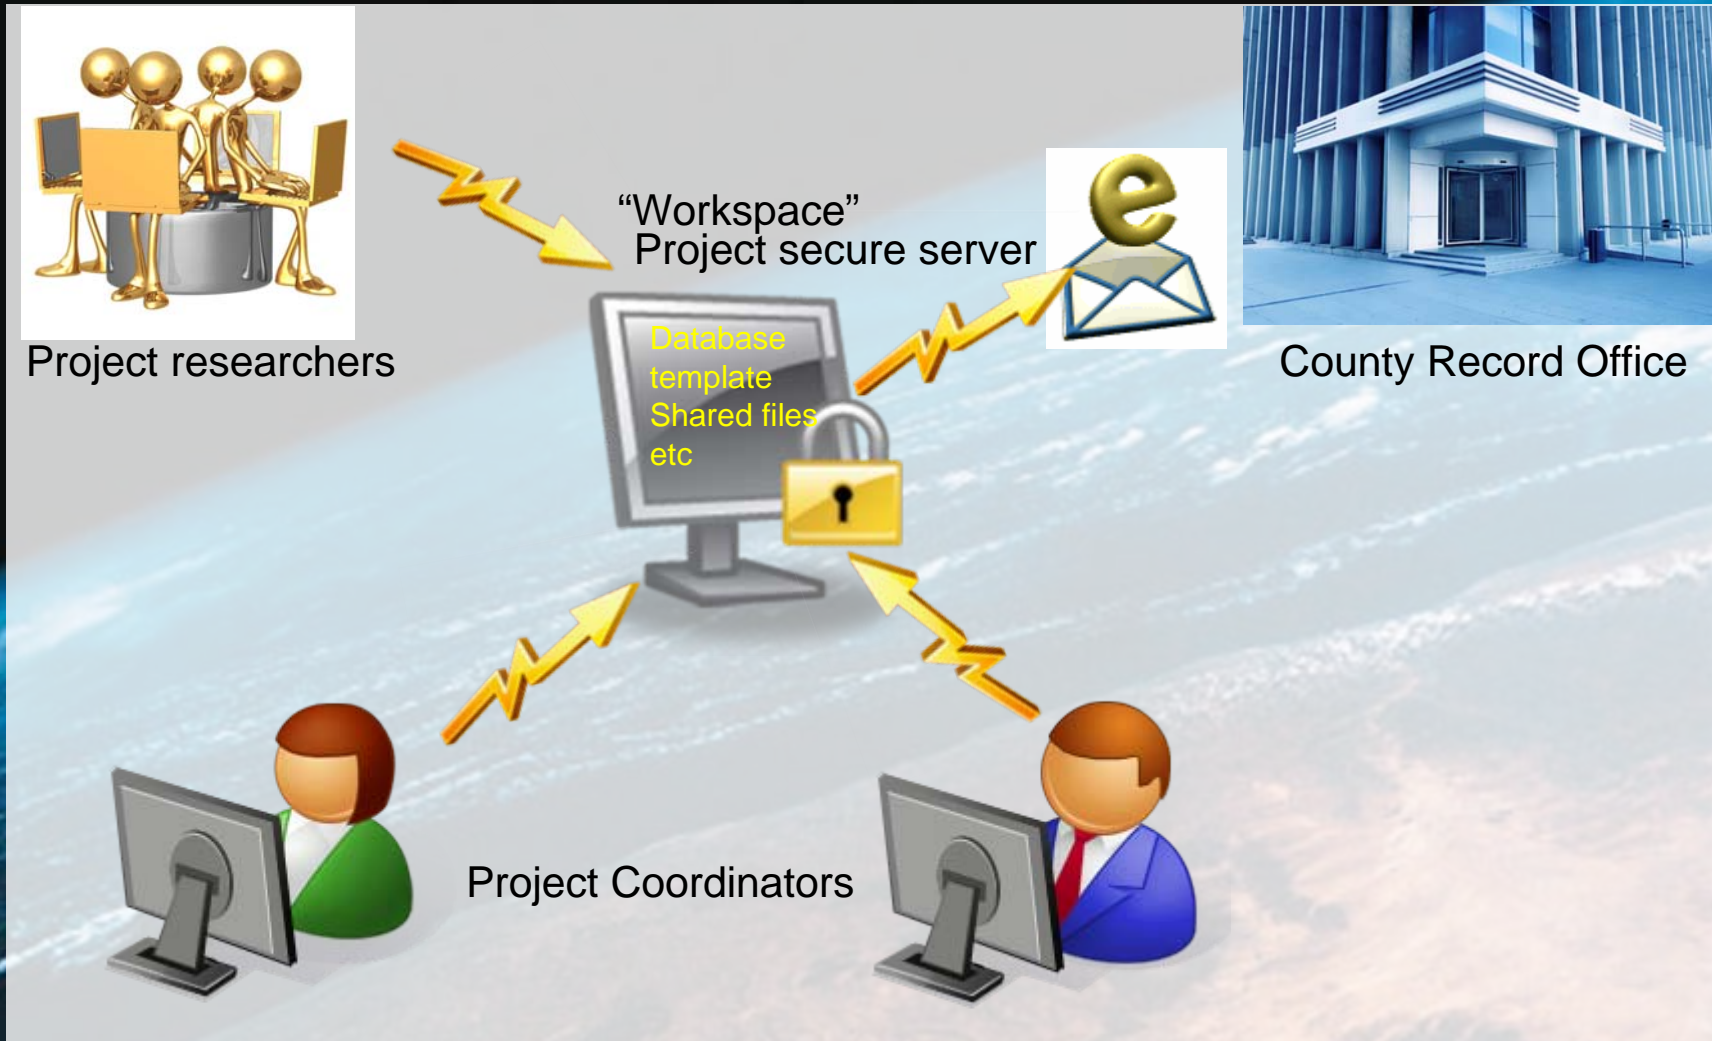 “Workspace”
Project secure server
Database
template
Shared files
etc
Project researchers
County Record Office
Project Coordinators